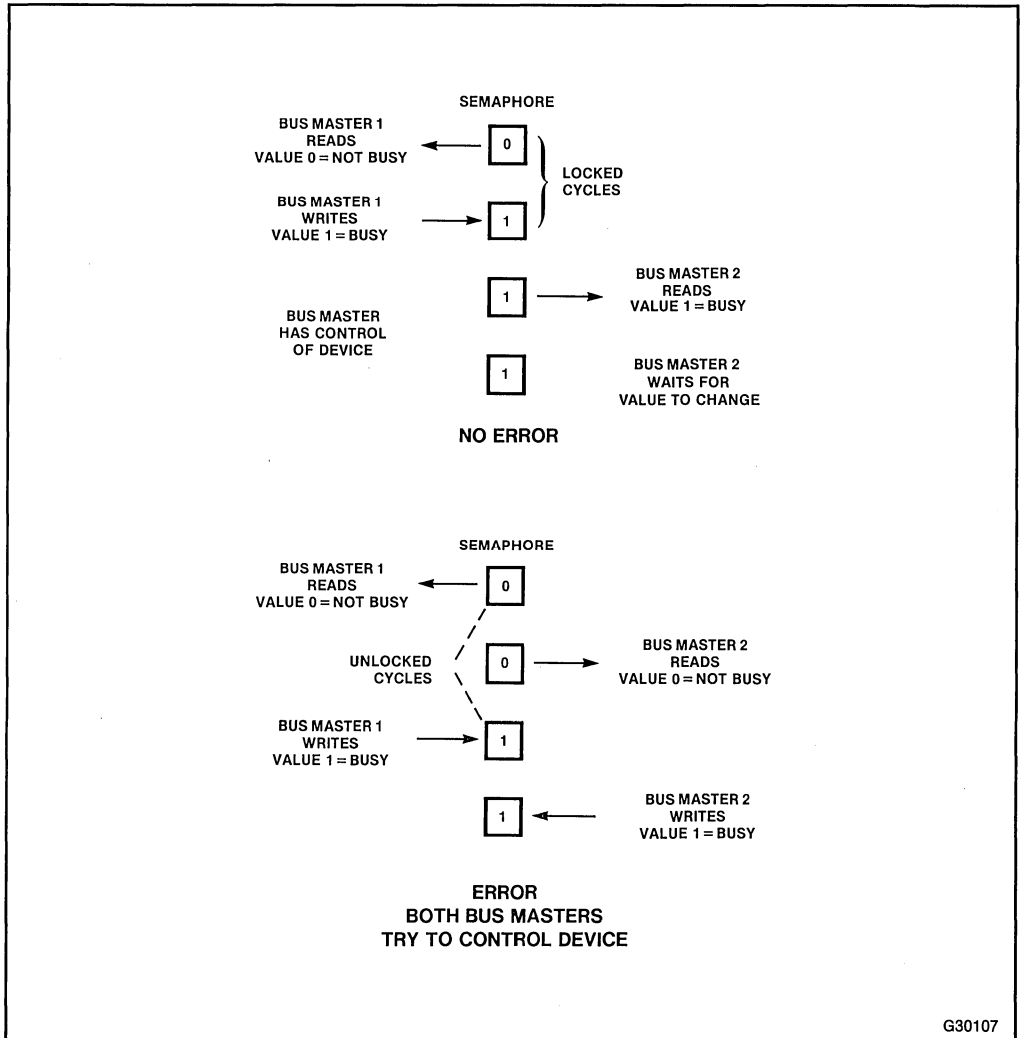 SEMAPHORE
BUS MASTER 1
READS
VALUE 0 = NOT BUSY
0
LOCKED
CYCLES
BUS MASTER 1
WRITES
VALUE 1 = BUSY
1
BUS MASTER 2
READS
VALUE 1 = BUSY
1
BUS MASTER
HAS CONTROL
OF DEVICE
1
BUS MASTER 2
WAITS FOR
VALUE TO CHANGE
NO ERROR
SEMAPHORE
BUS MASTER 1
READS
VALUE 0 = NOT BUSY
0
UNLOCKED
CYCLES
0
BUS MASTER 2
READS
VALUE 0 = NOT BUSY
BUS MASTER 1
WRITES
VALUE 1 = BUSY
1
1
BUS MASTER 2
WRITES
VALUE 1 = BUSY
ERROR
BOTH BUS MASTERS
TRY TO CONTROL DEVICE
G30107